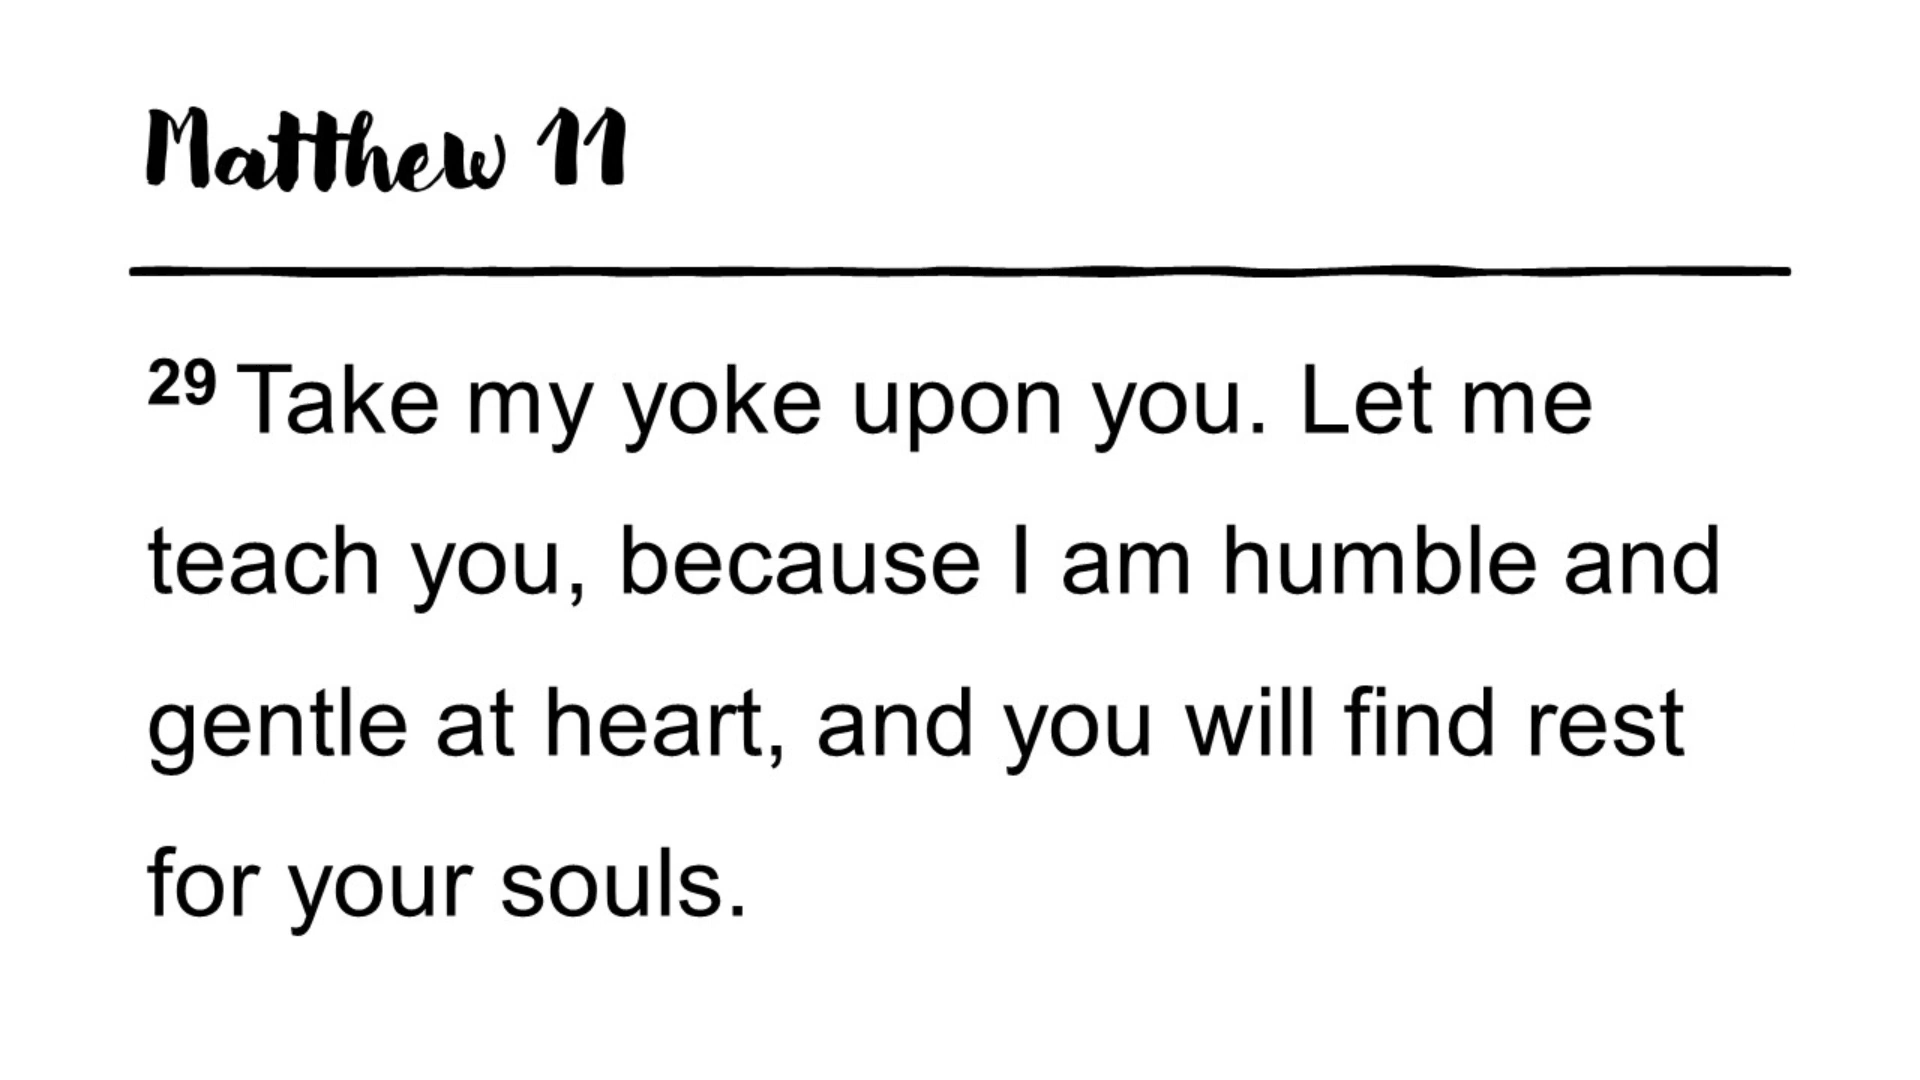 Matthew 11
29 Take my yoke upon you. Let me
teach you, because I am humble and
gentle at heart, and you will find rest
for your souls.